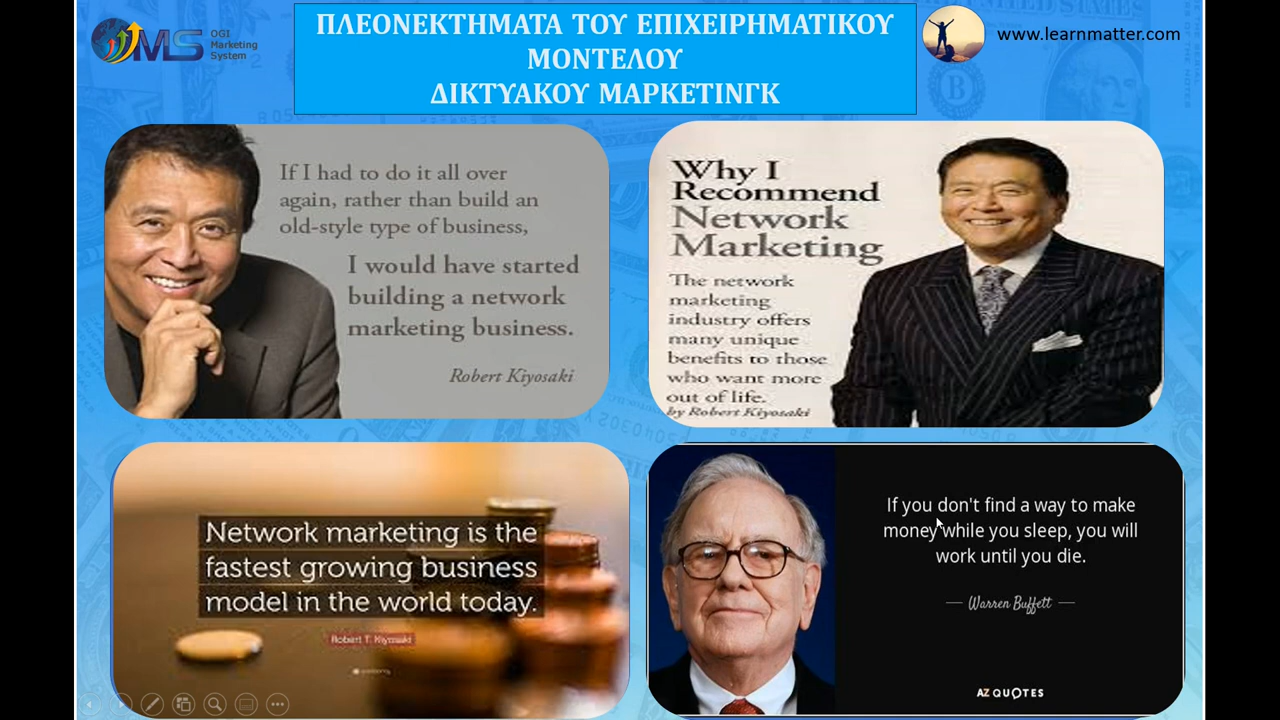 OMS
OGI
Marketing
System
ΠΛΕΟΝΕΚΤΗΜΑΤΑ ΤΟΥ ΕΠΙΧΕΙΡΗΜΑΤΙΚΟΥ
ΜΟΝΤΕΛΟΥ
ΔΙΚΤΥΑΚΟΥ ΜΑΡΚΕΤΙΝΓΚ
www.learnmatter.com
If I had to do it all over
again, rather than build an
old-style type of business,
I would have started
building a network
marketing business.
Robert Kiyosaki
Why I
Recommend
Network
Marketing
The network
marketing
industry offers
many unique
benefits to those
who want more
out of life.
by Robert Kiyosaki
Network marketing is the
fastest growing business
model in the world today.
Robert T. Kiyosaki
If you don't find a way to make
money while you sleep, you will
work until you die.
Warren Buffett
AZ QUOTES